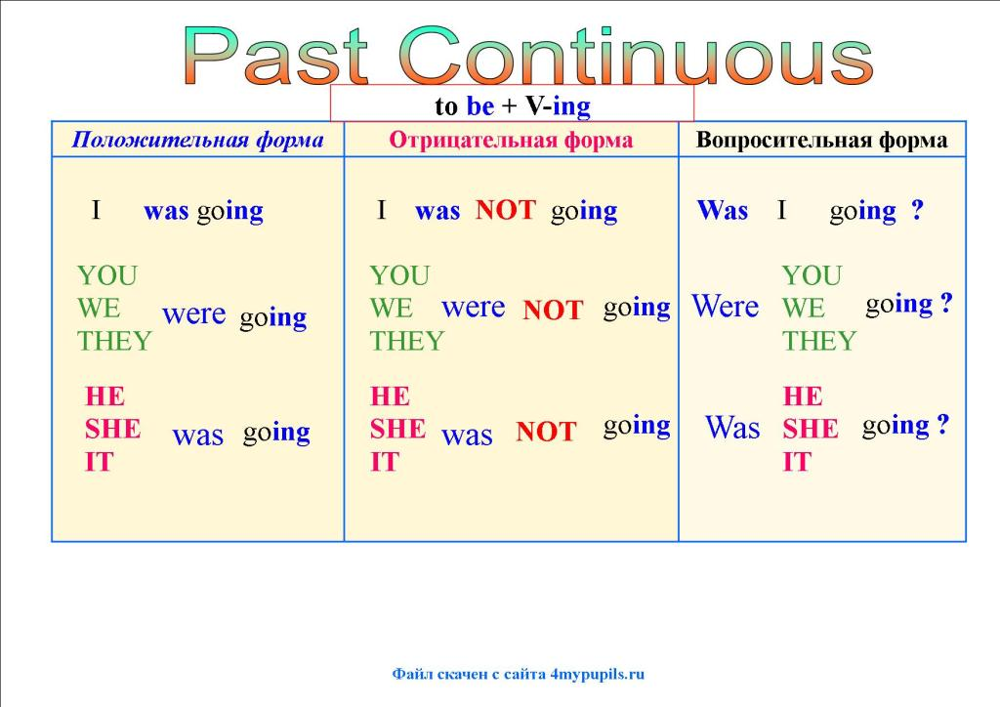 Past Continuous
to be + V-ing
Положительная форма
Отрицательная форма
Вопросительная форма
I was going
I was NOT going
Was I going ?
YOU
WE
THEY
were going
YOU
WE
THEY
were NOT going
Were
YOU
WE
THEY
going ?
HE
SHE
IT
was going
HE
SHE
IT
was NOT going
Was
HE
SHE
IT
going ?
Файл скачен с сайта 4mypupils.ru